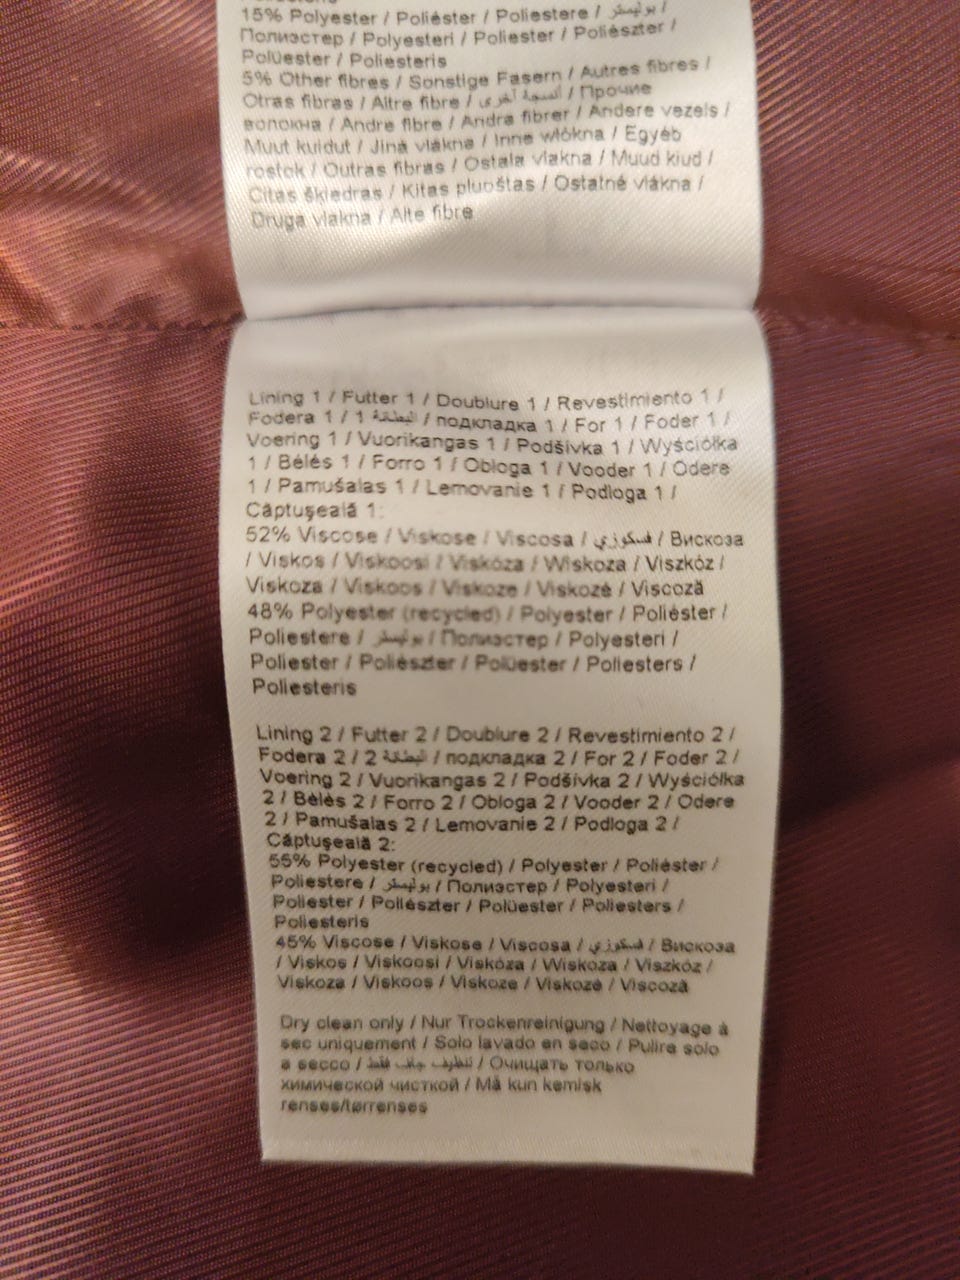 15% Polyester / Poliéster / Poliestere / بوليستر /
Полиэстер / Polyesteri / Poliester / Poliészter /
Polüester / Poliesteris
5% Other fibres / Sonstige Fasern / Autres fibres /
Otras fibras / Altre fibre / أنسجة أخرى / Прочие
волокна / Andre fibre / Andra fibrer / Andere vezels /
Muut kuidut / Jiná vlákna / Inne włókna / Egyéb
rostok / Outras fibras / Ostala vlakna / Muud kiud /
Citas šķiedras / Kitas pluoštas / Ostatné vlákna /
Druga vlakna / Alte fibre
Lining 1 / Futter 1 / Doublure 1 / Revestimiento 1 /
Fodera 1 / 1 البطانة / подкладка 1 / For 1 / Foder 1 /
Voering 1 / Vuorikangas 1 / Podšívka 1 / Wyściółka
1 / Bélés 1 / Forro 1 / Obloga 1 / Vooder 1 / Odere
1 / Pamušalas 1 / Lemovanie 1 / Podloga 1 /
Căptuşeală 1:
52% Viscose / Viskose / Viscosa / فسكوزي / Вискоза
/ Viskos / Viskoosi / Viskóza / Wiskoza / Viszkóz /
Viskoza / Viskoos / Viskoze / Viskozė / Viscoză
48% Polyester (recycled) / Polyester / Poliéster /
Poliestere / بوليستر / Полиэстер / Polyesteri /
Poliester / Poliészter / Polüester / Poliesters /
Poliesteris
Lining 2 / Futter 2 / Doublure 2 / Revestimiento 2 /
Fodera 2 / 2 البطانة / подкладка 2 / For 2 / Foder 2 /
Voering 2 / Vuorikangas 2 / Podšívka 2 / Wyściółka
2 / Bélés 2 / Forro 2 / Obloga 2 / Vooder 2 / Odere
2 / Pamušalas 2 / Lemovanie 2 / Podloga 2 /
Căptuşeală 2:
55% Polyester (recycled) / Polyester / Poliéster /
Poliestere / بوليستر / Полиэстер / Polyesteri /
Poliester / Poliészter / Polüester / Poliesters /
Poliesteris
45% Viscose / Viskose / Viscosa / فسكوزي / Вискоза
/ Viskos / Viskoosi / Viskóza / Wiskoza / Viszkóz /
Viskoza / Viskoos / Viskoze / Viskozė / Viscoză
Dry clean only / Nur Trockenreinigung / Nettoyage à
sec uniquement / Solo lavado en seco / Pulire solo
a secco / تنظيف جاف فقط / Очищать только
химической чисткой / Må kun kemisk
renses/tørrenses